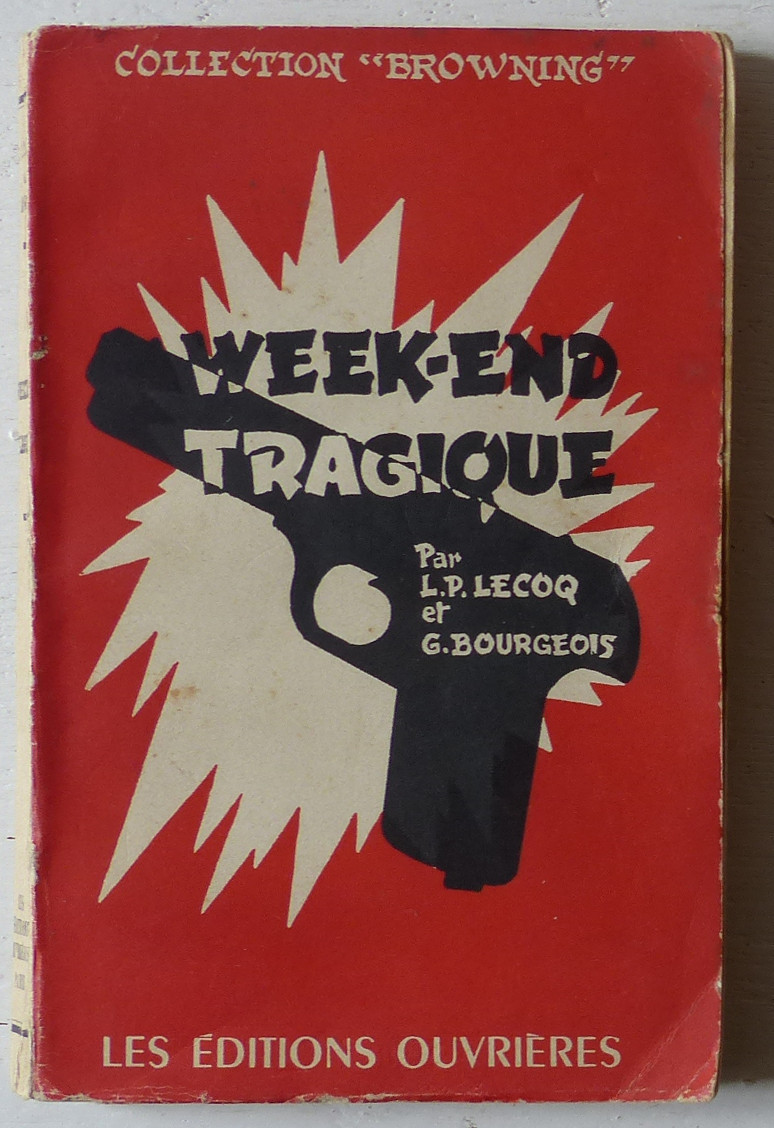 COLLECTION “BROWNING”
WEEK-END
TRAGIQUE
Par
L.P. LECOQ
et
G. BOURGEOIS
LES ÉDITIONS OUVRIÈRES